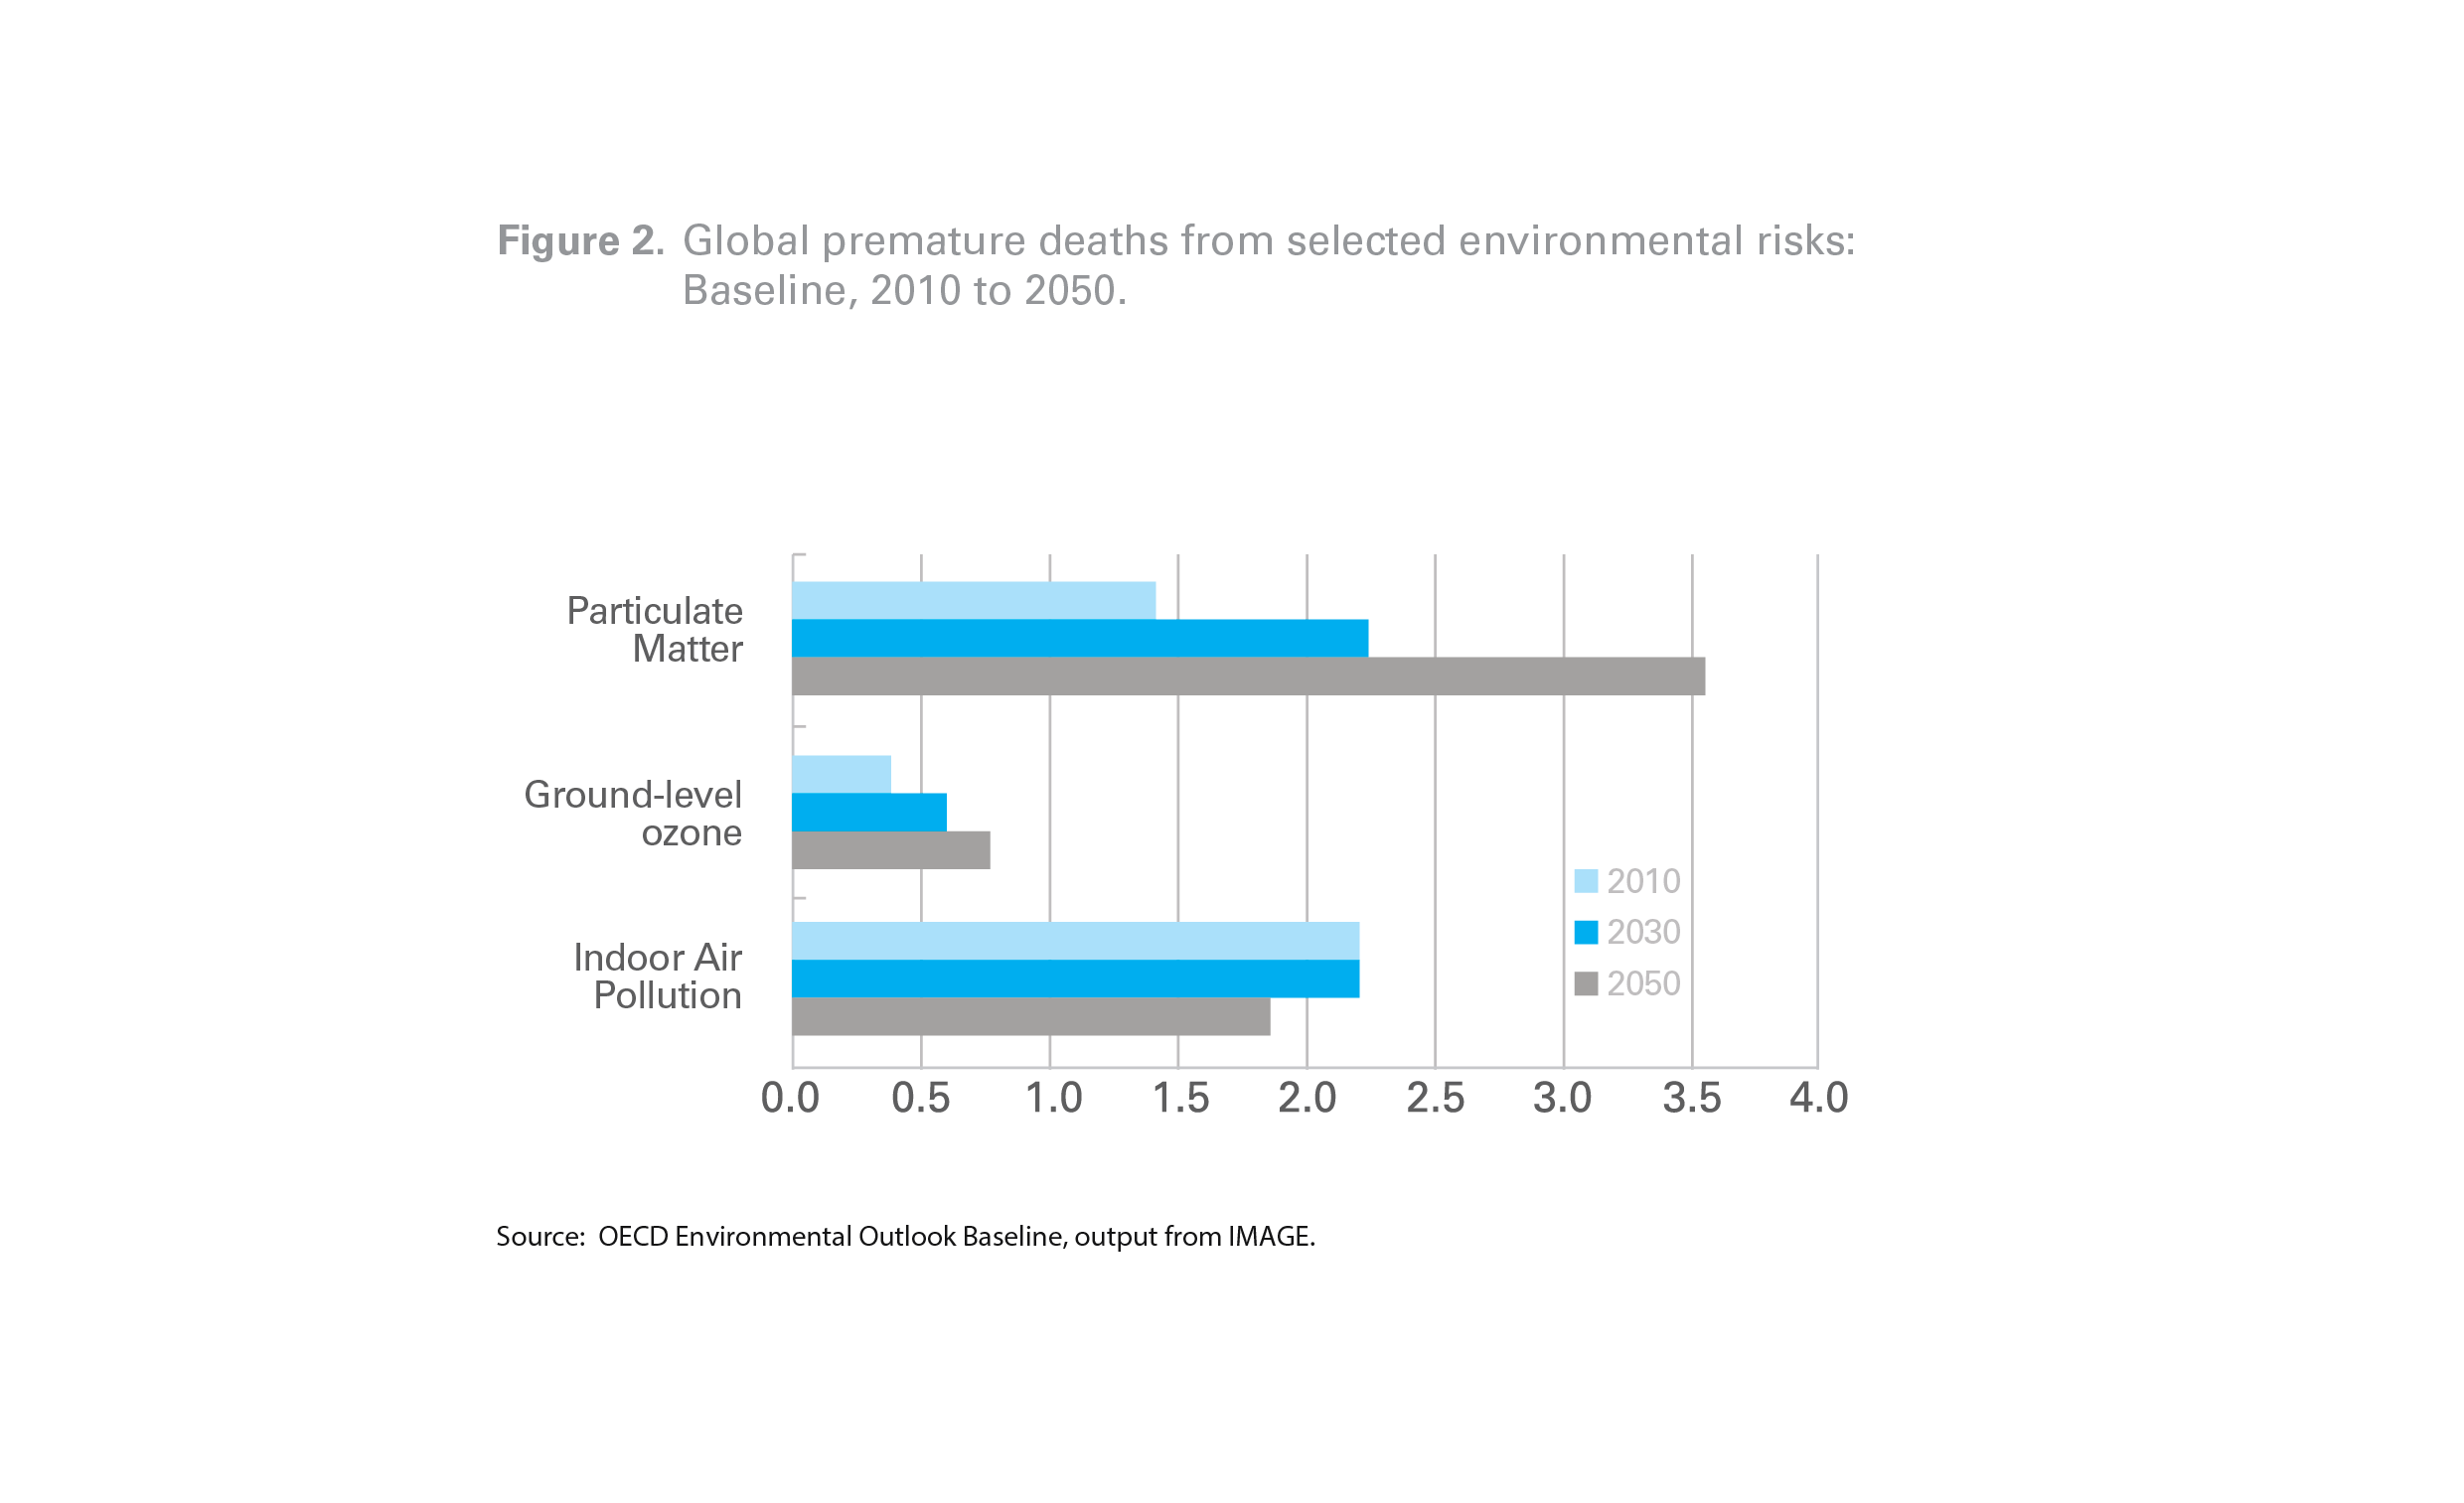 Figure 2. Global premature deaths from selected environmental risks:
Baseline, 2010 to 2050.
Particulate
Matter
Ground-level
ozone
Indoor Air
Pollution
2010
2030
2050
0.0 0.5 1.0 1.5 2.0 2.5 3.0 3.5 4.0
Source: OECD Environmental Outlook Baseline, output from IMAGE.